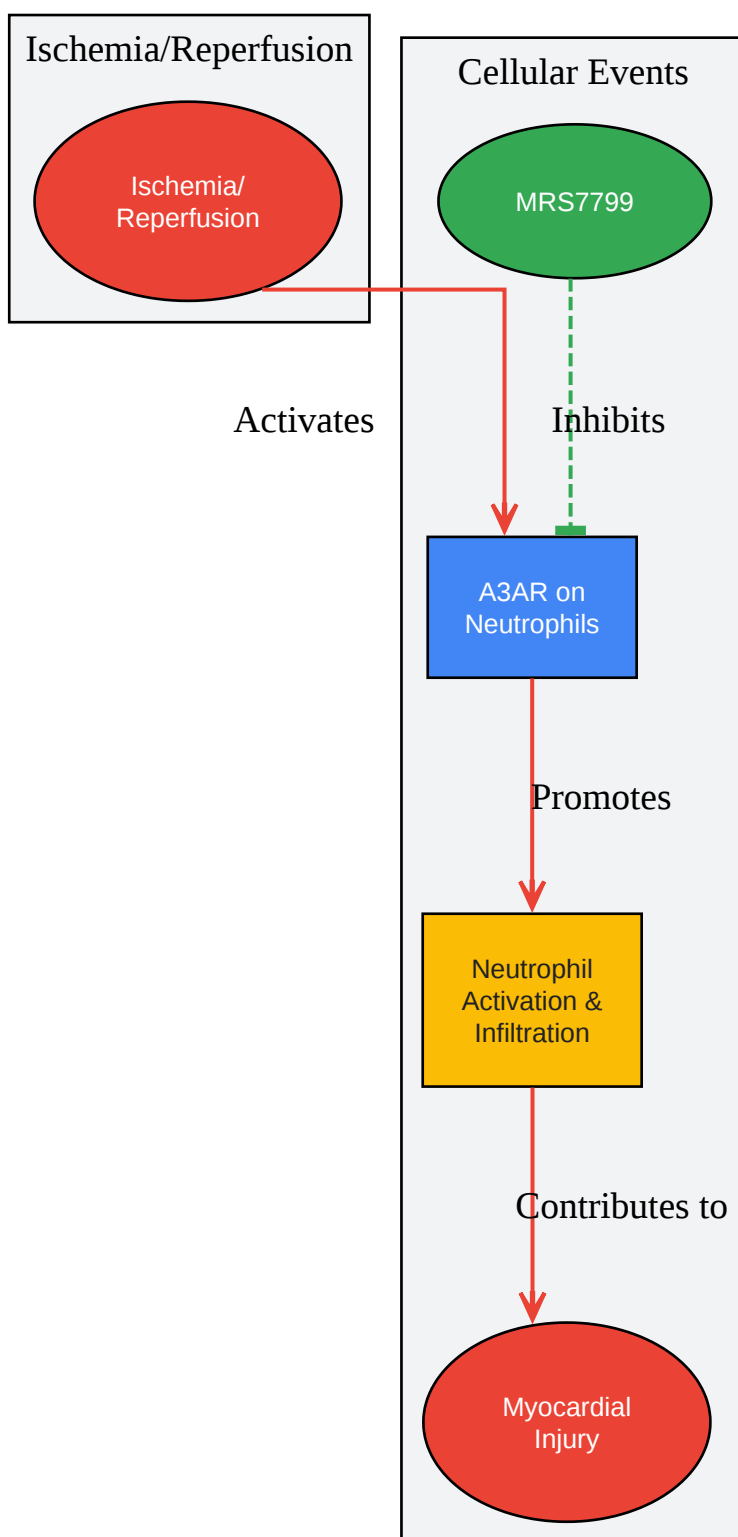 Ischemia/Reperfusion
Cellular Events
Ischemia/
Reperfusion
MRS7799
Activates
Inhibits
A3AR on
Neutrophils
Promotes
Neutrophil
Activation &
Infiltration
Contributes to
Myocardial
Injury